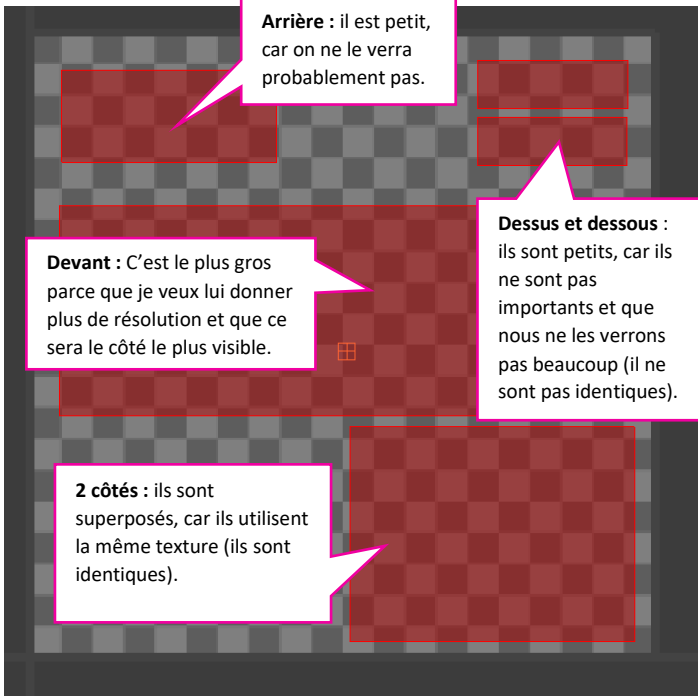 Arrière : il est petit,
car on ne le verra
probablement pas.
Dessus et dessous :
ils sont petits, car ils
ne sont pas
importants et que
nous ne les verrons
pas beaucoup (il ne
sont pas identiques).
Devant : C'est le plus gros
parce que je veux lui donner
plus de résolution et que ce
sera le côté le plus visible.
2 côtés : ils sont
superposés, car ils utilisent
la même texture (ils sont
identiques).